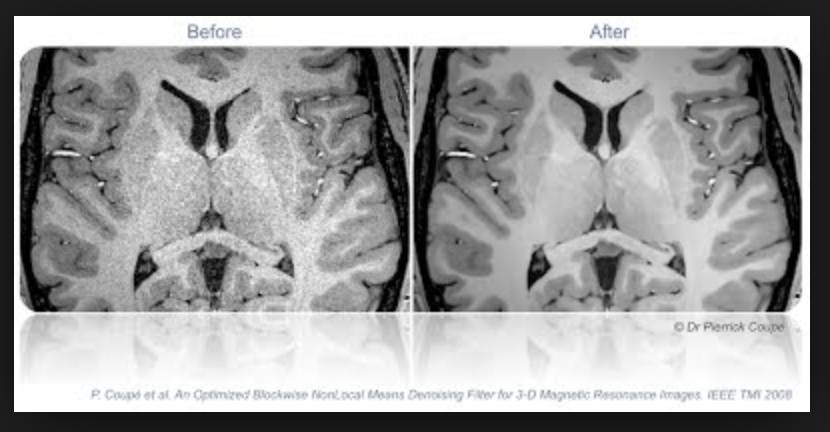 Before
After
© Dr Pierrick Coupé
P. Coupé et al. An Optimized Blockwise NonLocal Means Denoising Filter for 3-D Magnetic Resonance Images. IEEE TMI 2008